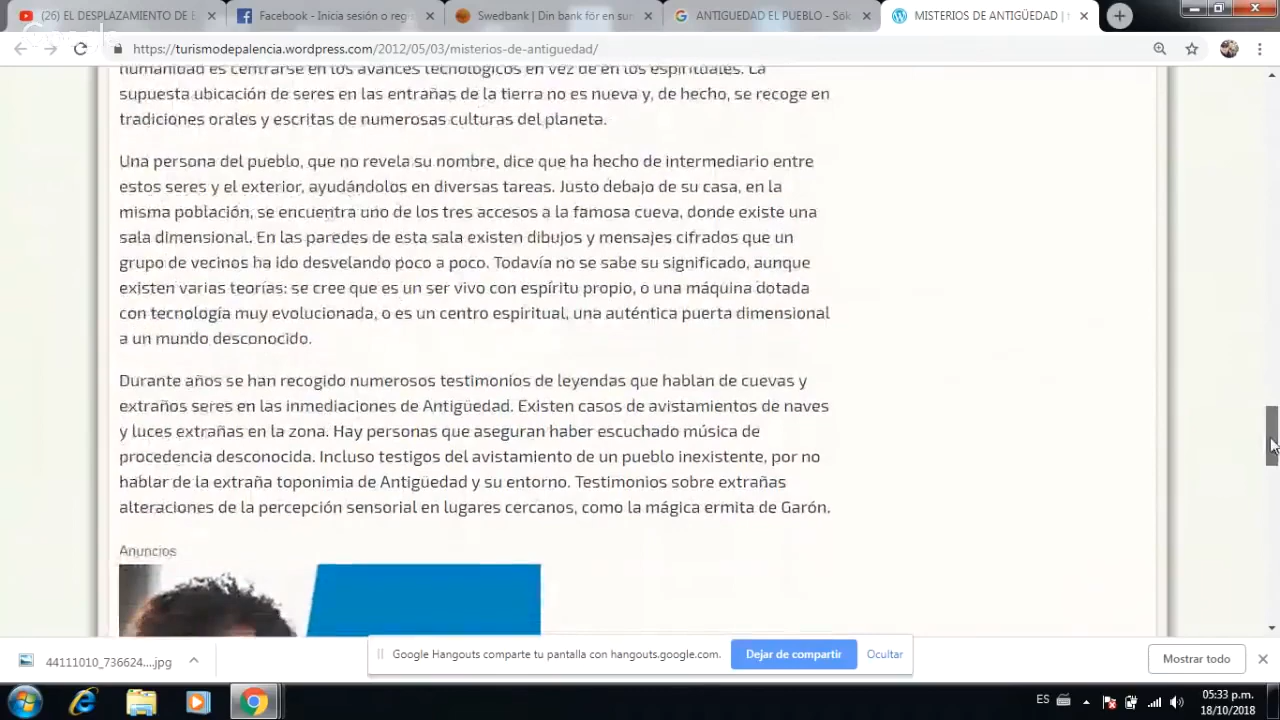 (26) EL DESPLAZAMIENTO DE E
Facebook - Inicia sesión o regis
Swedbank | Din bank för en sun
ANTIGUEDAD EL PUEBLO - Sök
MISTERIOS DE ANTIGÜEDAD | t
https://turismodepalencia.wordpress.com/2012/05/03/misterios-de-antiguedad/
humanidad es centrarse en los avances tecnológicos en vez de en los espirituales. La
supuesta ubicación de seres en las entrañas de la tierra no es nueva y, de hecho, se recoge en
tradiciones orales y escritas de numerosas culturas del planeta.
Una persona del pueblo, que no revela su nombre, dice que ha hecho de intermediario entre
estos seres y el exterior, ayudándolos en diversas tareas. Justo debajo de su casa, en la
misma población, se encuentra uno de los tres accesos a la famosa cueva, donde existe una
sala dimensional. En las paredes de esta sala existen dibujos y mensajes cifrados que un
grupo de vecinos ha ido desvelando poco a poco. Todavía no se sabe su significado, aunque
existen varias teorías: se cree que es un ser vivo con espíritu propio, o una máquina dotada
con tecnología muy evolucionada, o es un centro espiritual, una auténtica puerta dimensional
a un mundo desconocido.
Durante años se han recogido numerosos testimonios de leyendas que hablan de cuevas y
extraños seres en las inmediaciones de Antigüedad. Existen casos de avistamientos de naves
y luces extrañas en la zona. Hay personas que aseguran haber escuchado música de
procedencia desconocida. Incluso testigos del avistamiento de un pueblo inexistente, por no
hablar de la extraña toponimia de Antigüedad y su entorno. Testimonios sobre extrañas
alteraciones de la percepción sensorial en lugares cercanos, como la mágica ermita de Garón.
Anuncios
44111010_736624....jpg
Google Hangouts comparte tu pantalla con hangouts.google.com.
Dejar de compartir
Ocultar
Mostrar todo
ES
05:33 p.m.
18/10/2018